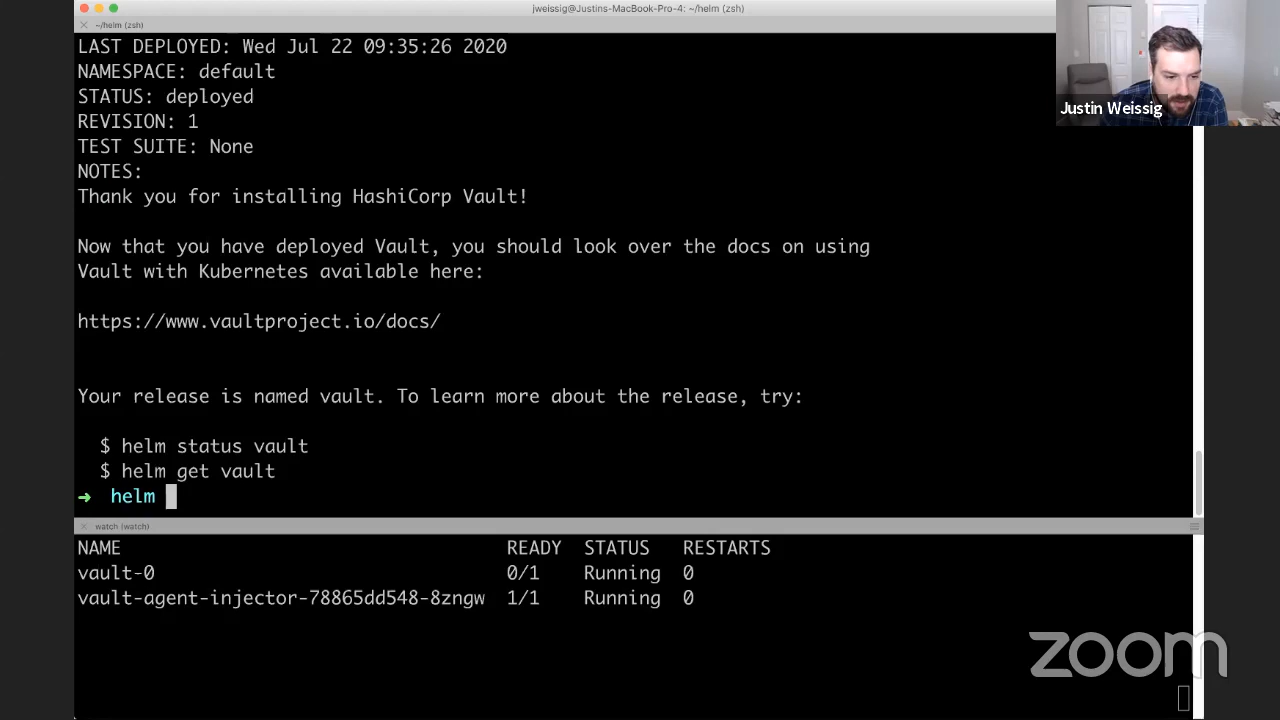 jweissig@Justins-MacBook-Pro-4: ~/helm (zsh)
~/helm (zsh)
LAST DEPLOYED: Wed Jul 22 09:35:26 2020
NAMESPACE: default
STATUS: deployed
REVISION: 1
TEST SUITE: None
NOTES:
Thank you for installing HashiCorp Vault!
Now that you have deployed Vault, you should look over the docs on using
Vault with Kubernetes available here:
https://www.vaultproject.io/docs/
Your release is named vault. To learn more about the release, try:
$ helm status vault
$ helm get vault
→ helm
Justin Weissig
watch (watch)
NAME READY STATUS RESTARTS
vault-0 0/1 Running 0
vault-agent-injector-78865dd548-8zngw 1/1 Running 0
zoom